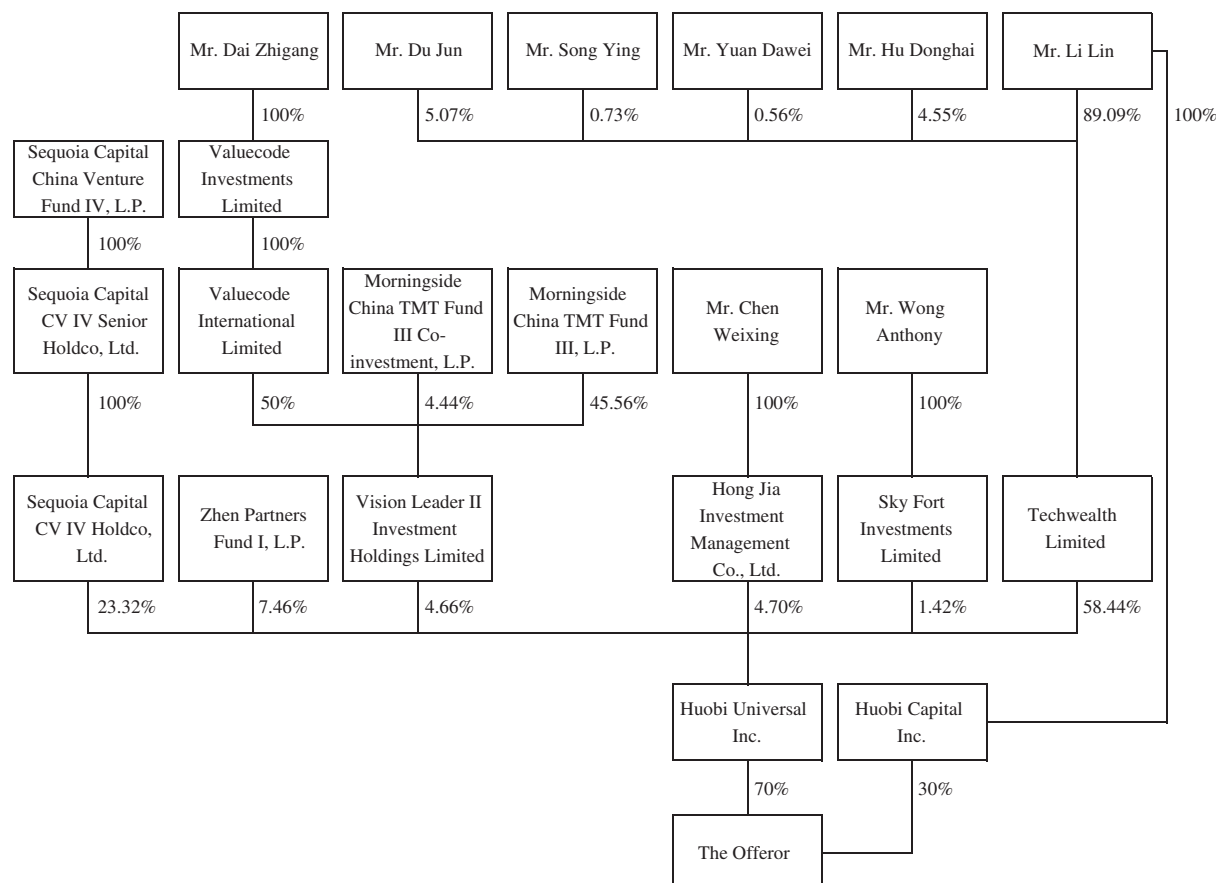 Mr. Dai Zhigang
Mr. Du Jun
Mr. Song Ying
Mr. Yuan Dawei
Mr. Hu Donghai
Mr. Li Lin
100%
5.07%
0.73%
0.56%
4.55%
89.09%
100%
Sequoia Capital
China Venture
Fund IV, L.P.
Valuecode
Investments
Limited
100%
100%
Sequoia Capital
CV IV Senior
Holdco, Ltd.
Valuecode
International
Limited
Morningside
China TMT Fund
III Co-
investment, L.P.
Morningside
China TMT Fund
III, L.P.
Mr. Chen
Weixing
Mr. Wong
Anthony
100%
50%
4.44%
45.56%
100%
100%
Sequoia Capital
CV IV Holdco,
Ltd.
Zhen Partners
Fund I, L.P.
Vision Leader II
Investment
Holdings Limited
Hong Jia
Investment
Management
Co., Ltd.
Sky Fort
Investments
Limited
Techwealth
Limited
23.32%
7.46%
4.66%
4.70%
1.42%
58.44%
Huobi Universal
Inc.
Huobi Capital
Inc.
70%
30%
The Offeror